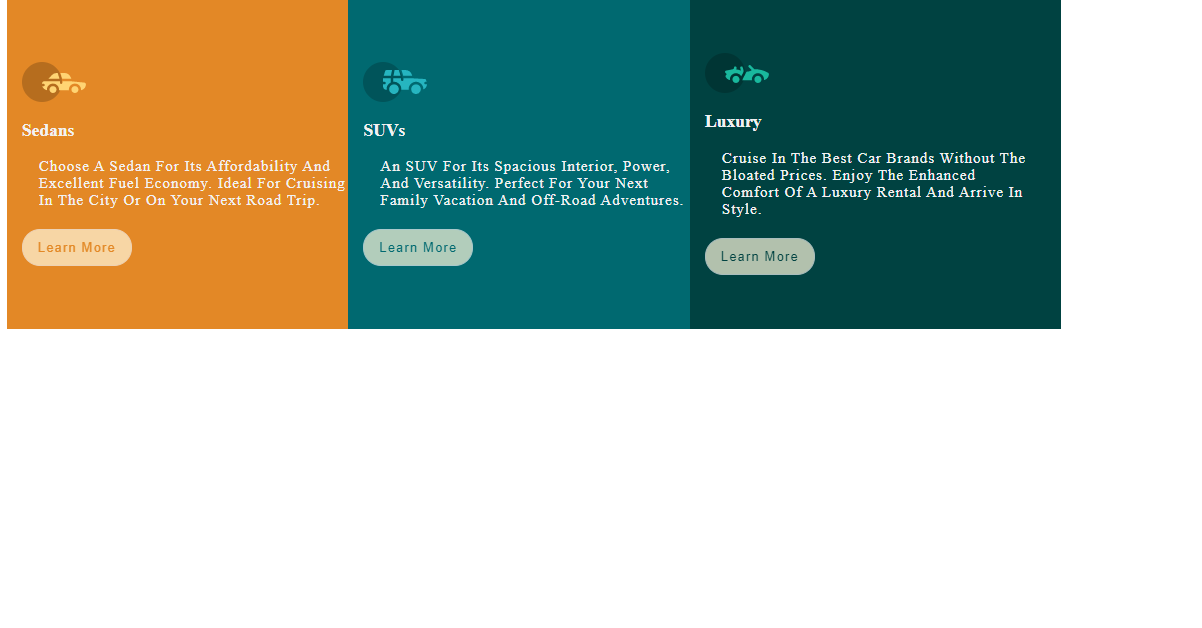 Sedans
Choose A Sedan For Its Affordability And
Excellent Fuel Economy. Ideal For Cruising
In The City Or On Your Next Road Trip.
Learn More
SUVs
An SUV For Its Spacious Interior, Power,
And Versatility. Perfect For Your Next
Family Vacation And Off-Road Adventures.
Learn More
Luxury
Cruise In The Best Car Brands Without The
Bloated Prices. Enjoy The Enhanced
Comfort Of A Luxury Rental And Arrive In
Style.
Learn More